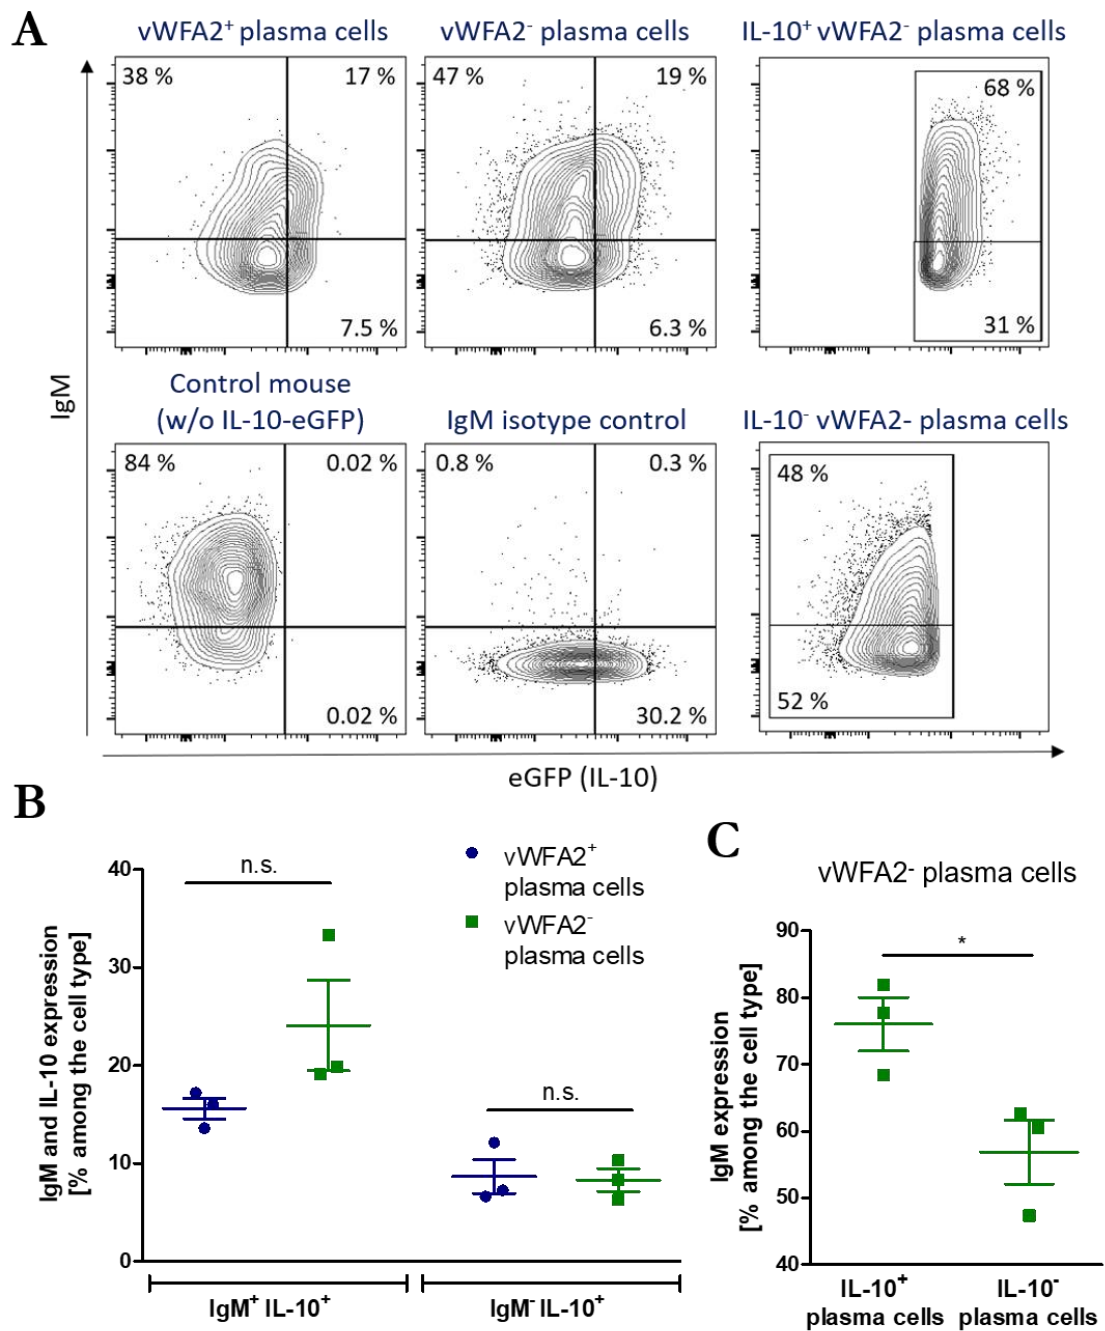 A
vWFA2⁺ plasma cells
vWFA2⁻ plasma cells
IL-10⁺ vWFA2⁻ plasma cells
38 %
17 %
7.5 %
47 %
19 %
6.3 %
68 %
31 %
IgM
Control mouse
(w/o IL-10-eGFP)
IgM isotype control
IL-10⁻ vWFA2- plasma cells
84 %
0.02 %
0.02 %
0.8 %
0.3 %
30.2 %
48 %
52 %
eGFP (IL-10)
B
IgM and IL-10 expression
[% among the cell type]
40
30
20
10
0
n.s.
n.s.
vWFA2⁺
plasma cells
vWFA2⁻
plasma cells
IgM⁺ IL-10⁺
IgM⁻ IL-10⁺
C
vWFA2⁻ plasma cells
IgM expression
[% among the cell type]
90
80
70
60
50
40
*
IL-10⁺
plasma cells
IL-10⁻
plasma cells